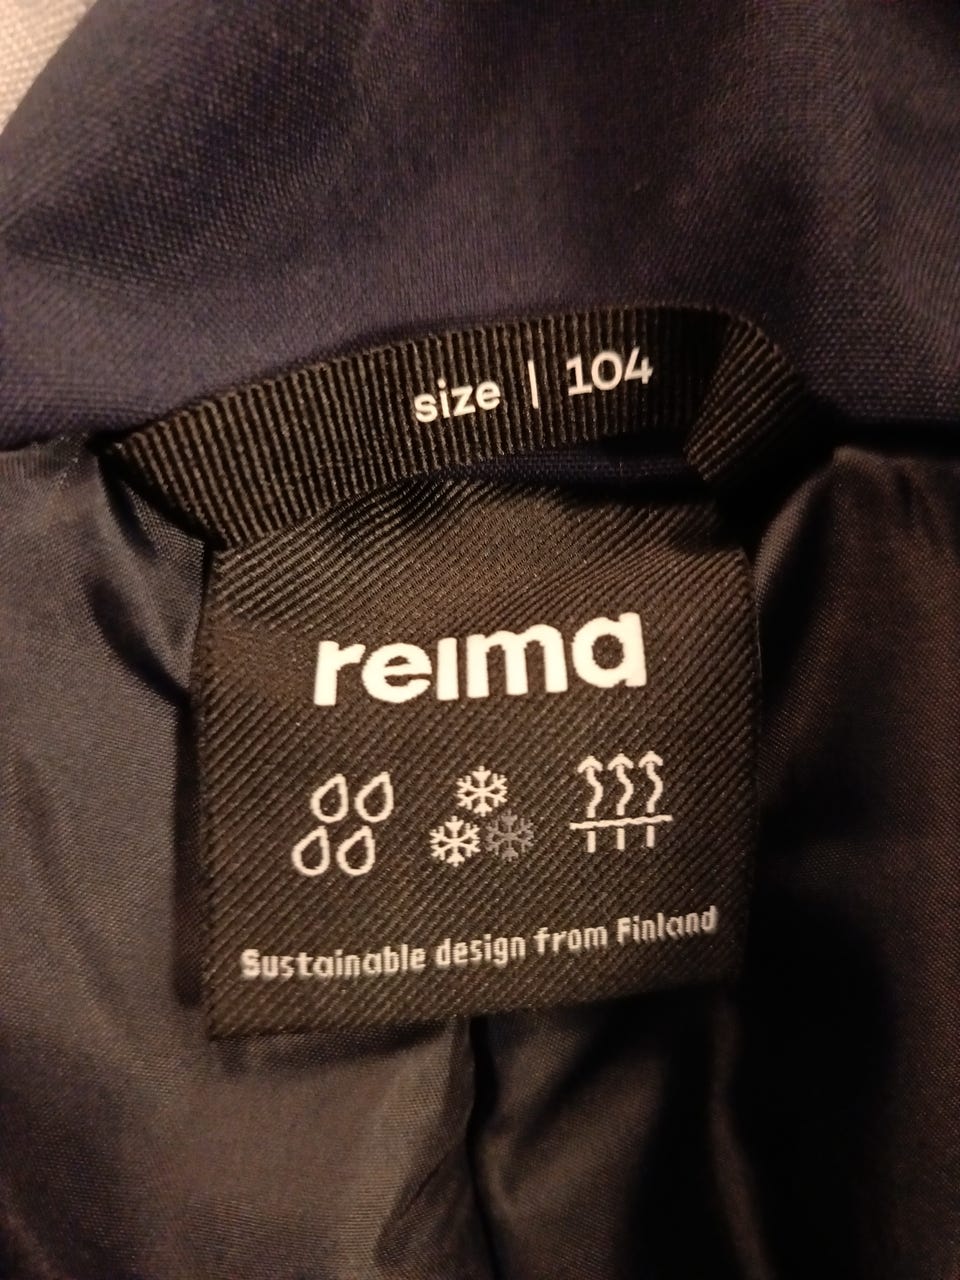 size | 104
reima
Sustainable design from Finland